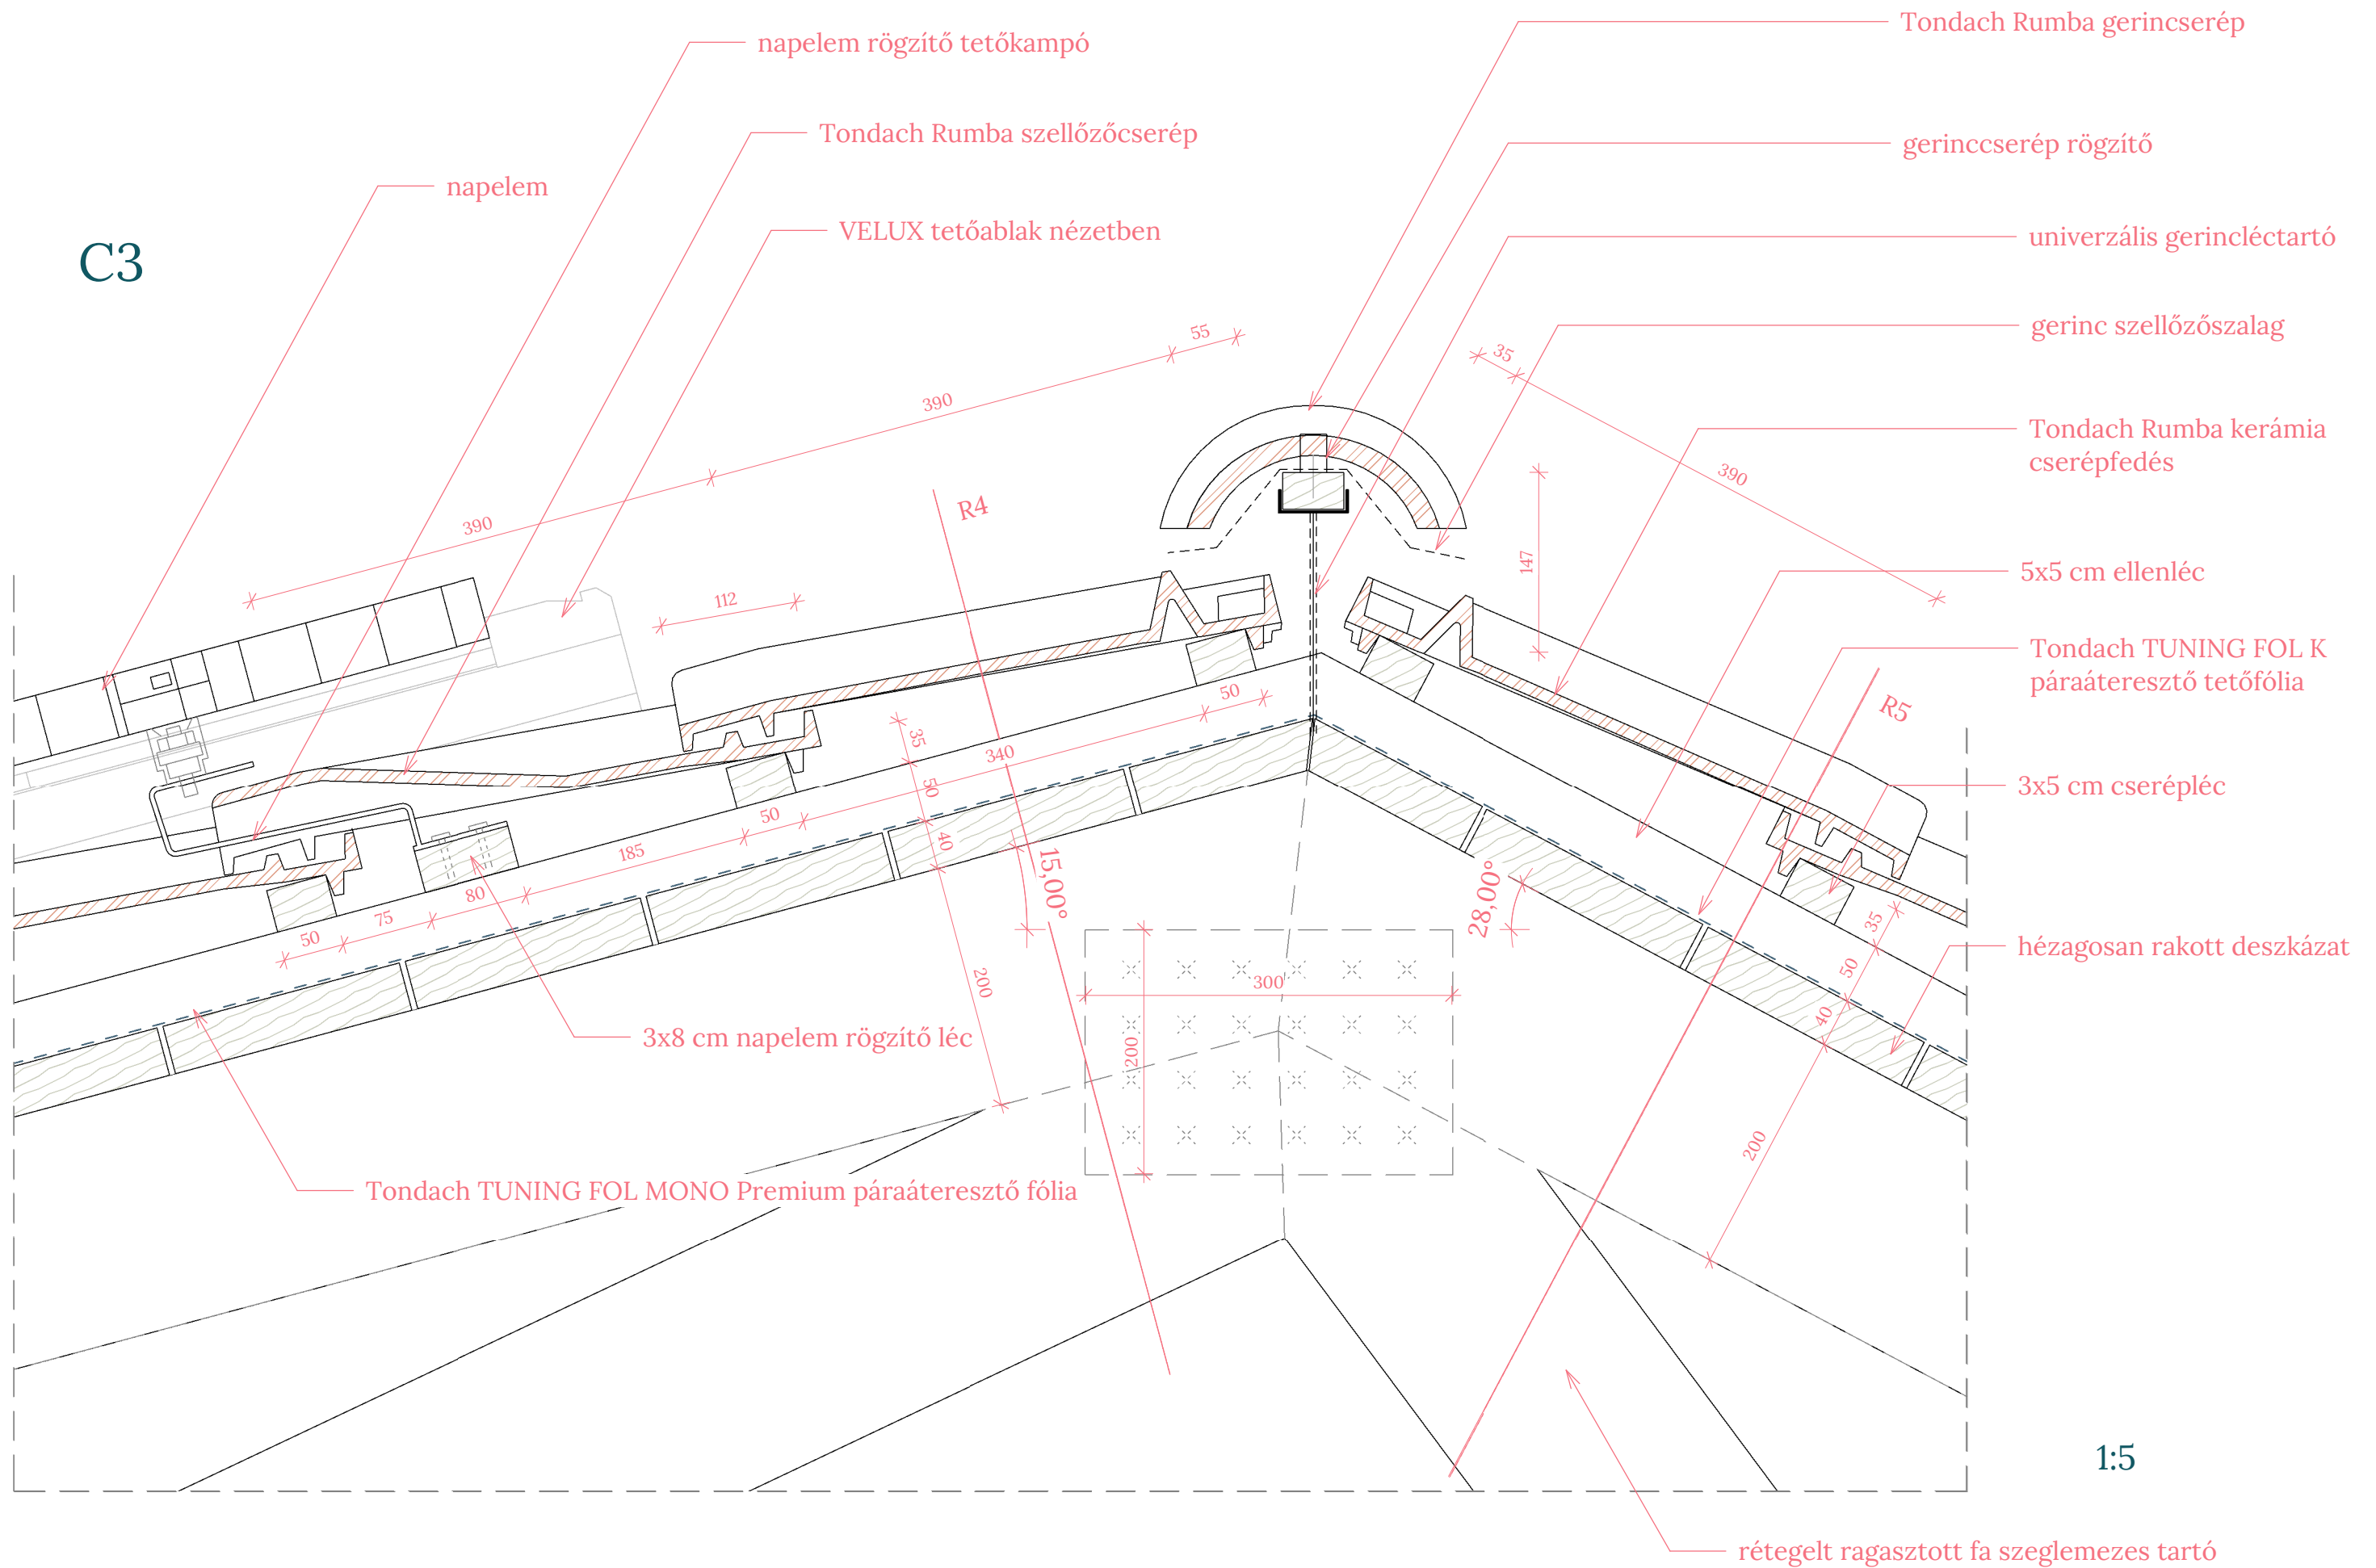 Tondach Rumba gerincserép
napelem rögzítő tetőkampó
Tondach Rumba szellőzőcserép
gerinccserép rögzítő
napelem
VELUX tetőablak nézetben
univerzális gerincléctartó
C3
gerinc szellőzőszalag
55
35
390
390
390
Tondach Rumba kerámia
cserépfedés
R4
147
5x5 cm ellenléc
112
Tondach TUNING FOL K
páraáteresztő tetőfólia
R5
50
35
340
50
3x5 cm cserépléc
50
40
185
80
75
50
15,00°
28,00°
35
50
40
hézagosan rakott deszkázat
200
300
200
3x8 cm napelem rögzítő léc
200
Tondach TUNING FOL MONO Premium páraáteresztő fólia
1:5
rétegelt ragasztott fa szeglemezes tartó